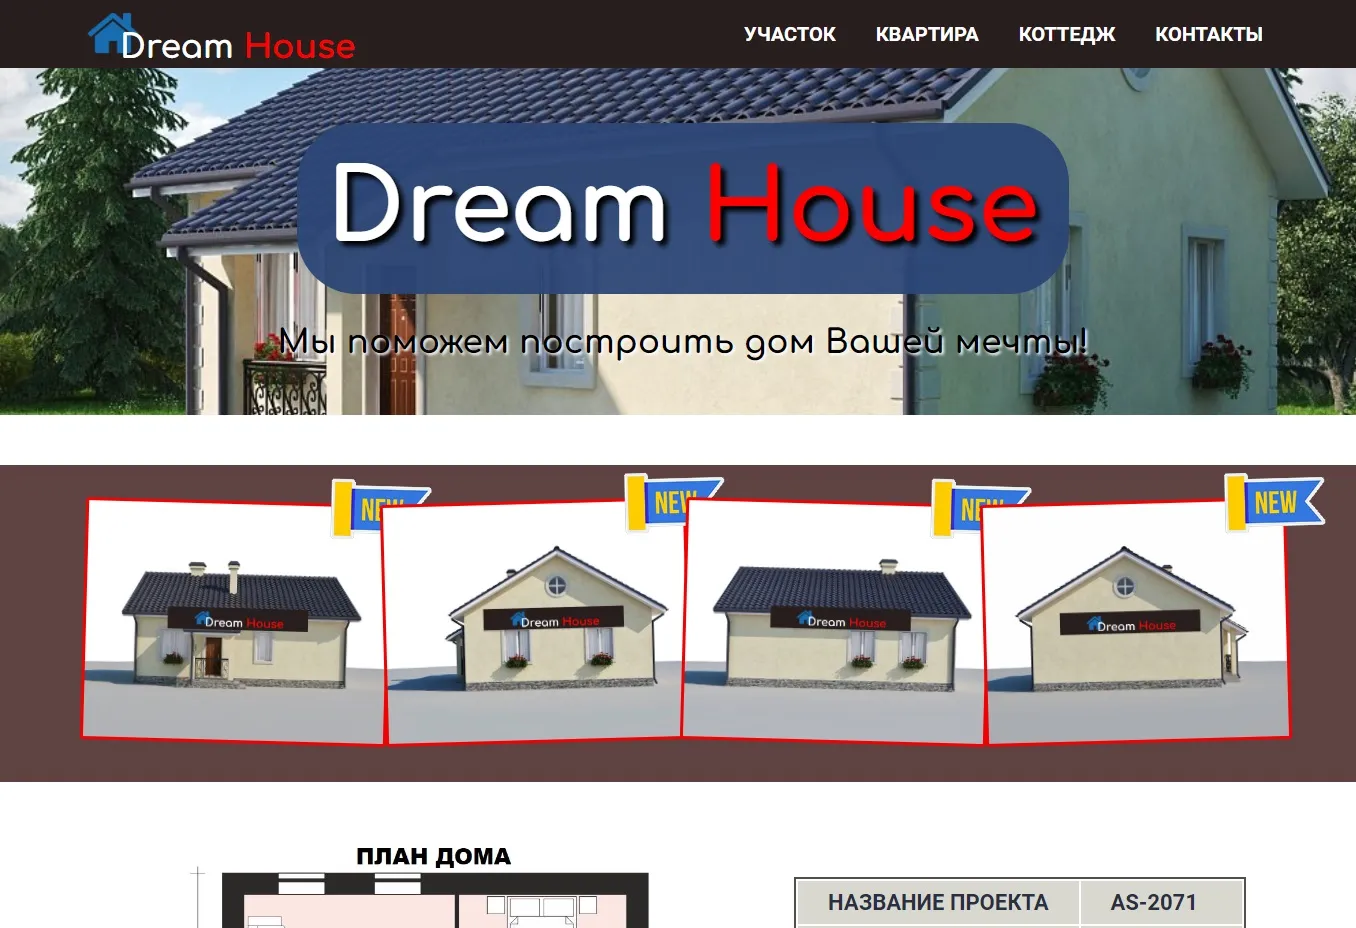 Dream House
УЧАСТОК КВАРТИРА КОТТЕДЖ КОНТАКТЫ
Dream House
Мы поможем построить дом Вашей мечты!
NEW NEW NEW NEW
Dream House Dream House Dream House Dream House
ПЛАН ДОМА
НАЗВАНИЕ ПРОЕКТА AS-2071